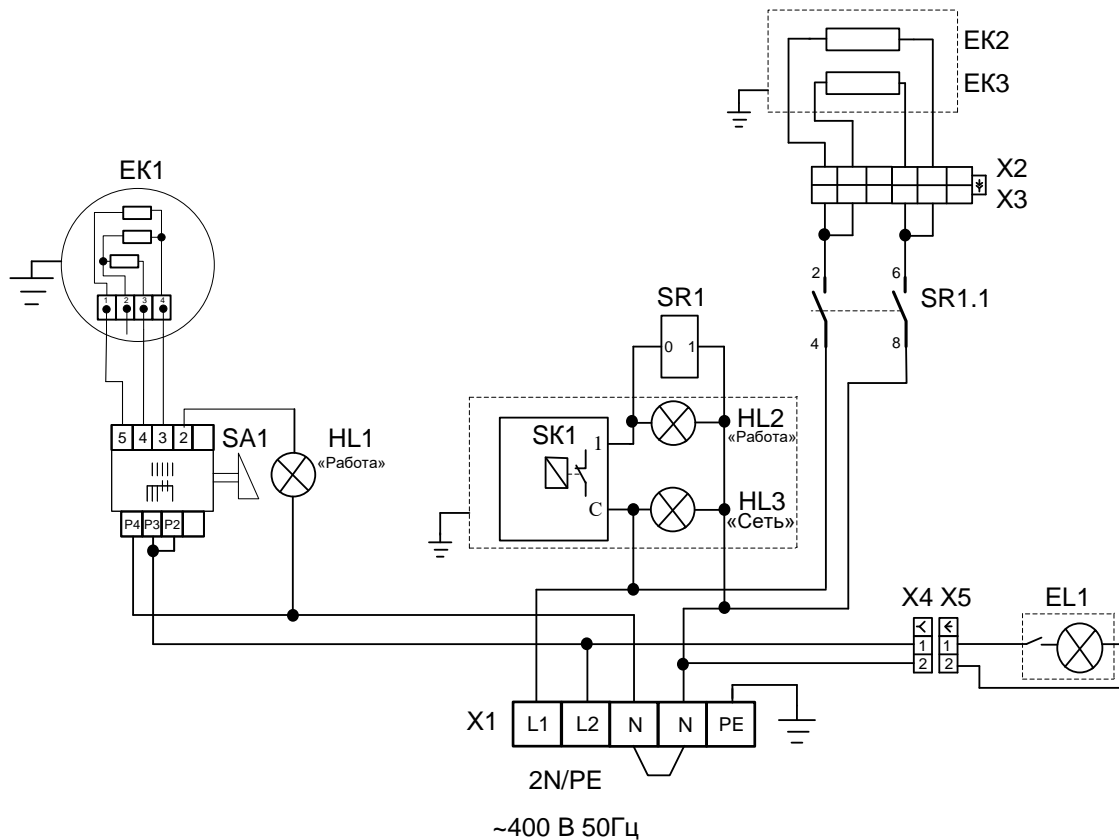 EK2
EK3
X2
X3
EK1
1 2 3 4
2 6
SR1.1
4 8
SR1
0 1
5 4 3 2
SA1
HL1
«Работа»
SK1
1
C
HL2
«Работа»
HL3
«Сеть»
P4 P3 P2
X4 X5
EL1
1 1
2 2
X1
L1 L2 N N PE
2N/PE
~400 В 50Гц